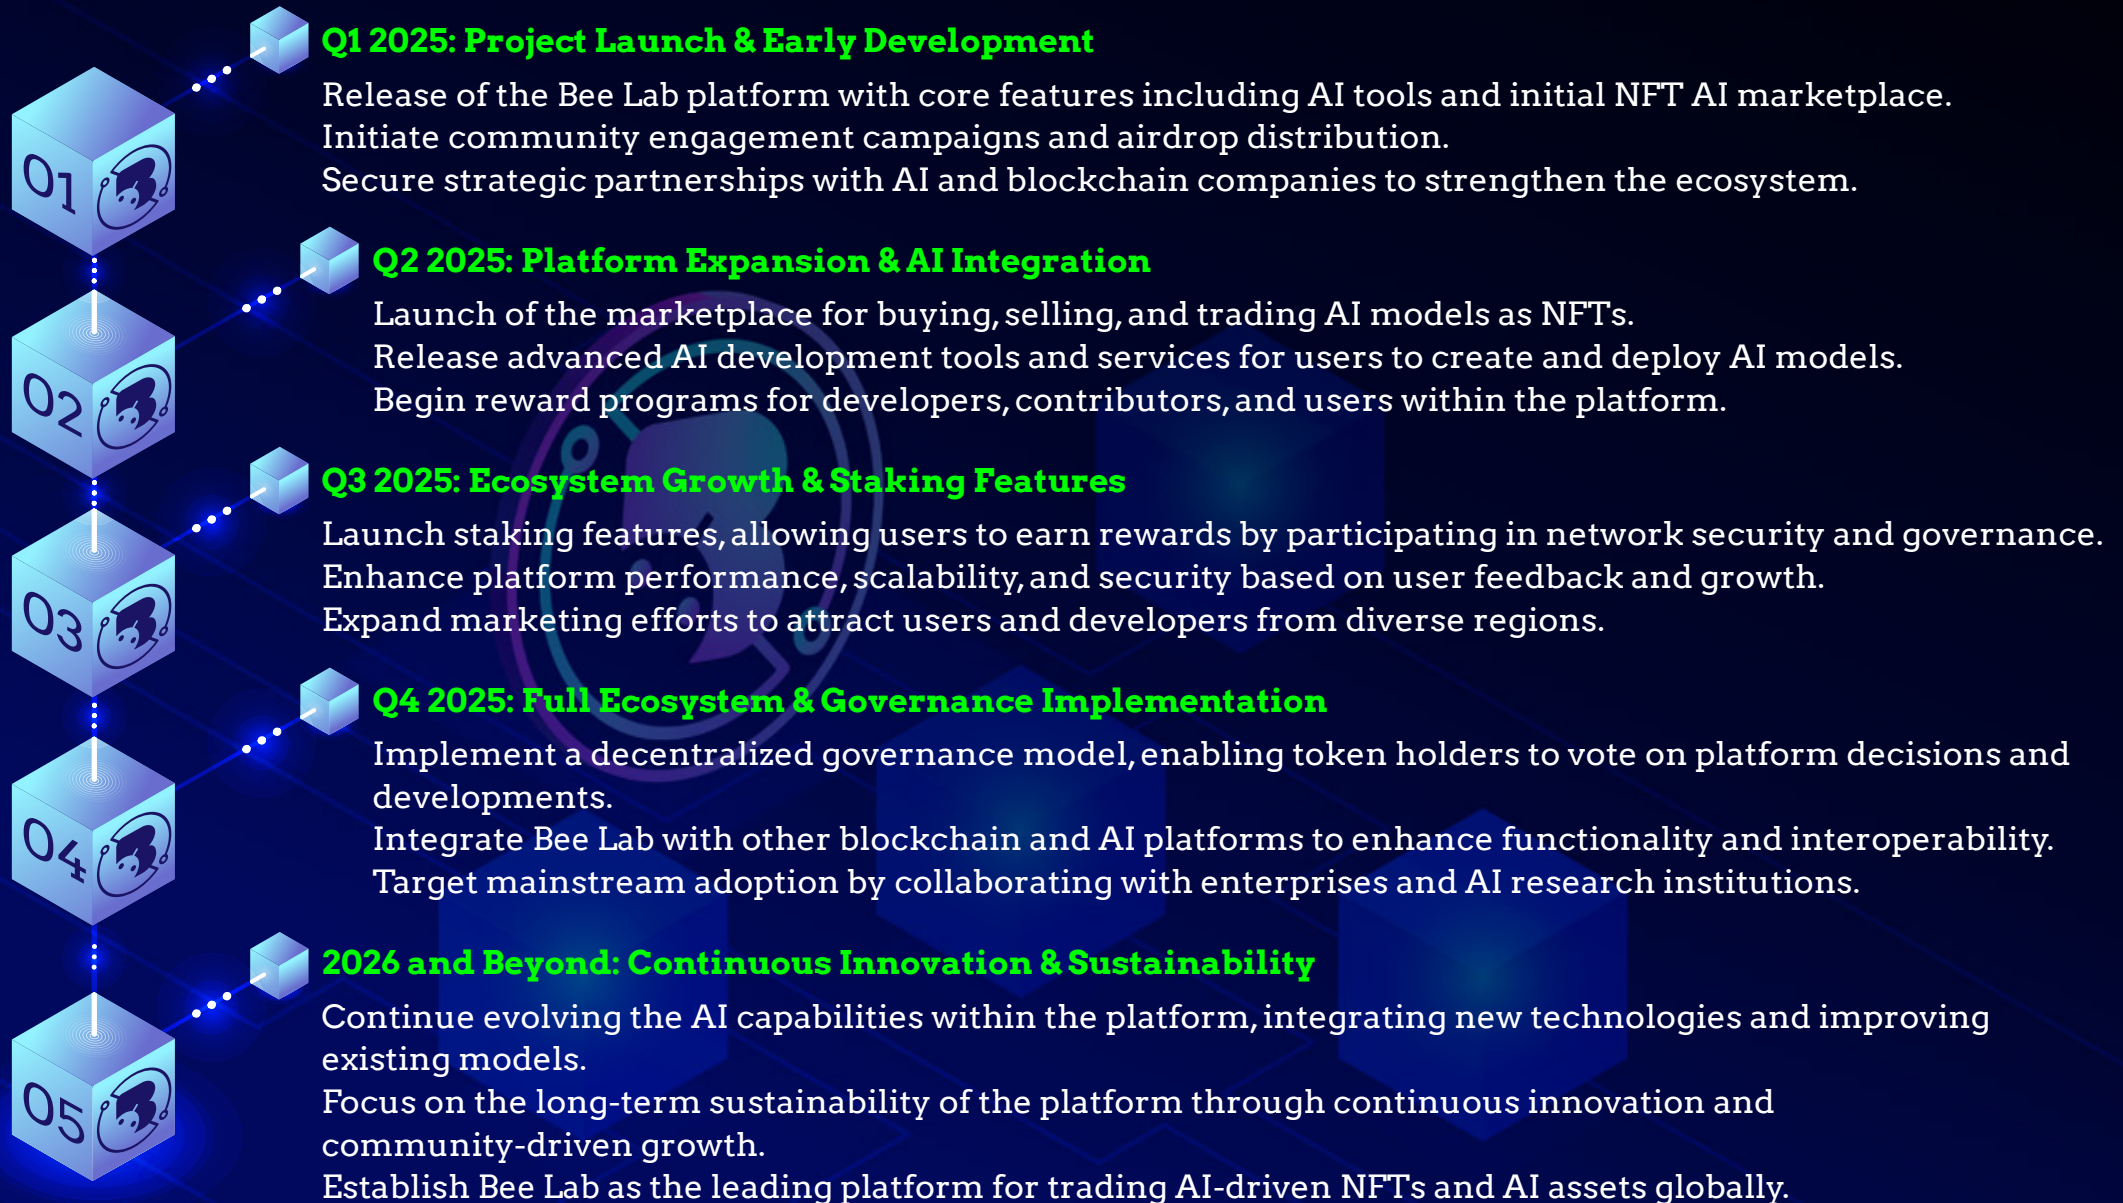 Q1 2025: Project Launch & Early Development
Release of the Bee Lab platform with core features including AI tools and initial NFT AI marketplace.
Initiate community engagement campaigns and airdrop distribution.
Secure strategic partnerships with AI and blockchain companies to strengthen the ecosystem.
01
Q2 2025: Platform Expansion & AI Integration
Launch of the marketplace for buying, selling, and trading AI models as NFTs.
Release advanced AI development tools and services for users to create and deploy AI models.
Begin reward programs for developers, contributors, and users within the platform.
02
Q3 2025: Ecosystem Growth & Staking Features
Launch staking features, allowing users to earn rewards by participating in network security and governance.
Enhance platform performance, scalability, and security based on user feedback and growth.
Expand marketing efforts to attract users and developers from diverse regions.
03
Q4 2025: Full Ecosystem & Governance Implementation
Implement a decentralized governance model, enabling token holders to vote on platform decisions and
developments.
Integrate Bee Lab with other blockchain and AI platforms to enhance functionality and interoperability.
Target mainstream adoption by collaborating with enterprises and AI research institutions.
04
2026 and Beyond: Continuous Innovation & Sustainability
Continue evolving the AI capabilities within the platform, integrating new technologies and improving
existing models.
Focus on the long-term sustainability of the platform through continuous innovation and
community-driven growth.
Establish Bee Lab as the leading platform for trading AI-driven NFTs and AI assets globally.
05